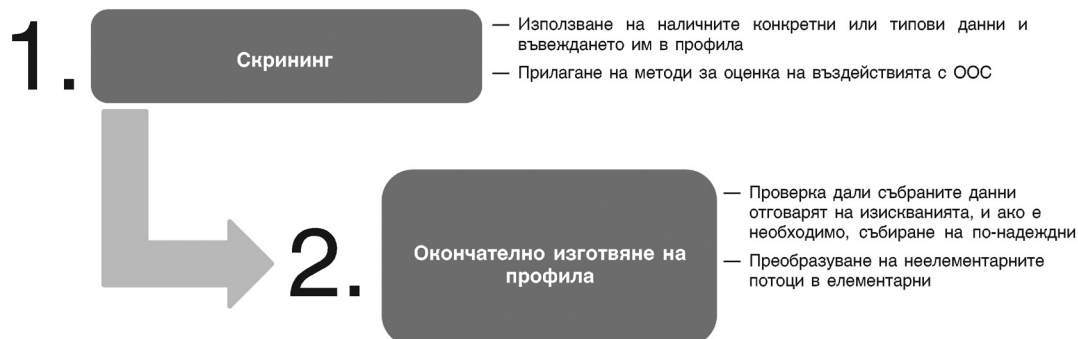 1.
Скрининг
— Използване на наличните конкретни или типови данни и
въвеждането им в профила
— Прилагане на методи за оценка на въздействията с ООС
2.
Окончателно изготвяне на
профила
— Проверка дали събраните данни
отговарят на изискванията, и ако е
необходимо, събиране на по-надеждни
— Преобразуване на неелементарните
потоци в елементарни